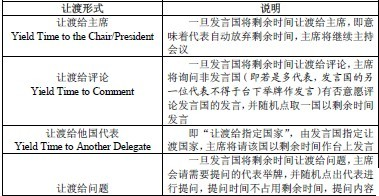 让渡形式
说明
让渡给主席
Yield Time to the Chair/President
一旦发言国将剩余时间让渡给主席，即意
味着代表自动放弃剩余时间，主席将继续主持
会议
让渡给评论
Yield Time to Comment
一旦发言国将剩余时间让渡给评论，主席
将询问非发言国（即若是多代表，发言国的另
一位代表不得于台下举牌作发言）有否意愿评
论发言国的发言，并随机点取一国以剩余时间
发言
让渡给他国代表
Yield Time to Another Delegate
即“让渡给指定国家”，由发言国指定让
渡国家，主席将请该国以剩余时间作台上发言
让渡给问题
一旦发言国将剩余时间让渡给问题，主席
会请需要提问的代表举牌，并随机点出代表进
行提问，提问时间不占用剩余时间，提问内容